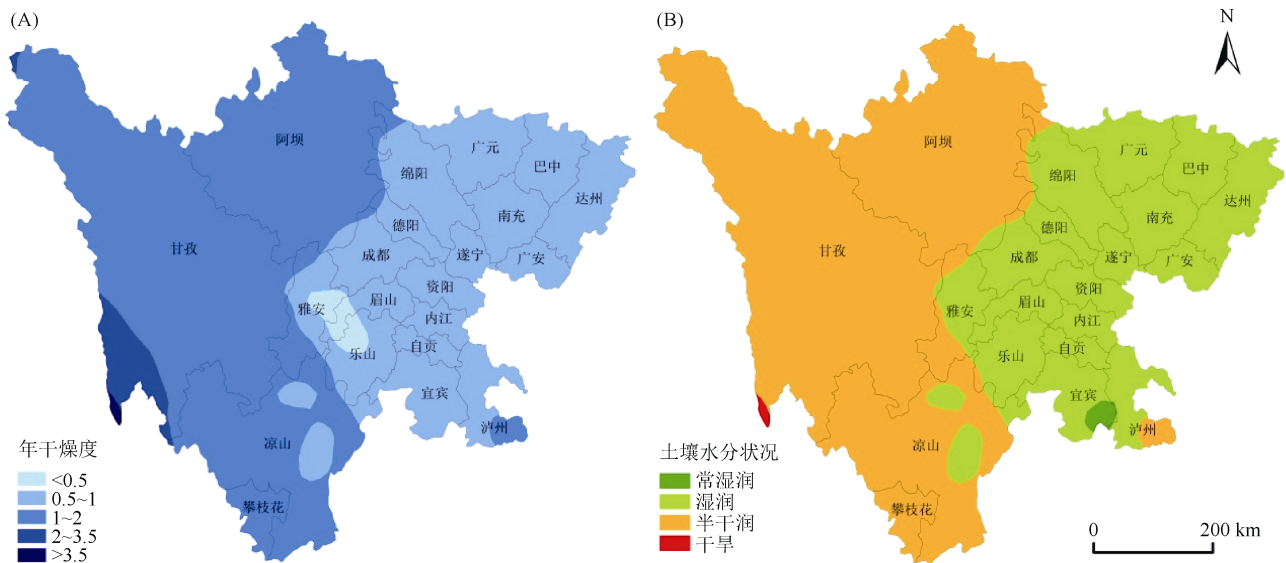 (A)
阿坝
广元
巴中
绵阳
达州
南充
德阳
甘孜
成都
遂宁
广安
资阳
雅安
眉山
内江
自贡
乐山
宜宾
泸州
凉山
攀枝花
年干燥度
<0.5
0.5~1
1~2
2~3.5
>3.5
(B)
N
阿坝
广元
巴中
绵阳
达州
南充
德阳
甘孜
成都
遂宁
广安
资阳
眉山
雅安
内江
自贡
乐山
宜宾
泸州
凉山
攀枝花
土壤水分状况
常湿润
湿润
半干润
干旱
0 200 km